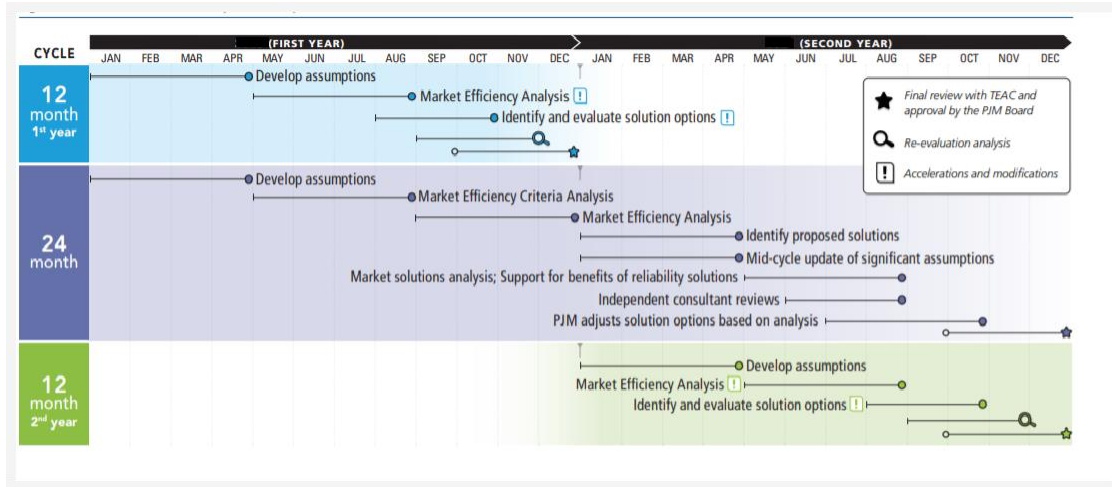 (FIRST YEAR)
(SECOND YEAR)
CYCLE
JAN FEB MAR APR MAY JUN JUL AUG SEP OCT NOV DEC JAN FEB MAR APR MAY JUN JUL AUG SEP OCT NOV DEC
12
month
1st year
Develop assumptions
Market Efficiency Analysis !
Identify and evaluate solution options !
Final review with TEAC and
approval by the PJM Board
Re-evaluation analysis
! Accelerations and modifications
24
month
Develop assumptions
Market Efficiency Criteria Analysis
Market Efficiency Analysis
Identify proposed solutions
Mid-cycle update of significant assumptions
Market solutions analysis; Support for benefits of reliability solutions
Independent consultant reviews
PJM adjusts solution options based on analysis
12
month
2nd year
Develop assumptions
Market Efficiency Analysis !
Identify and evaluate solution options !